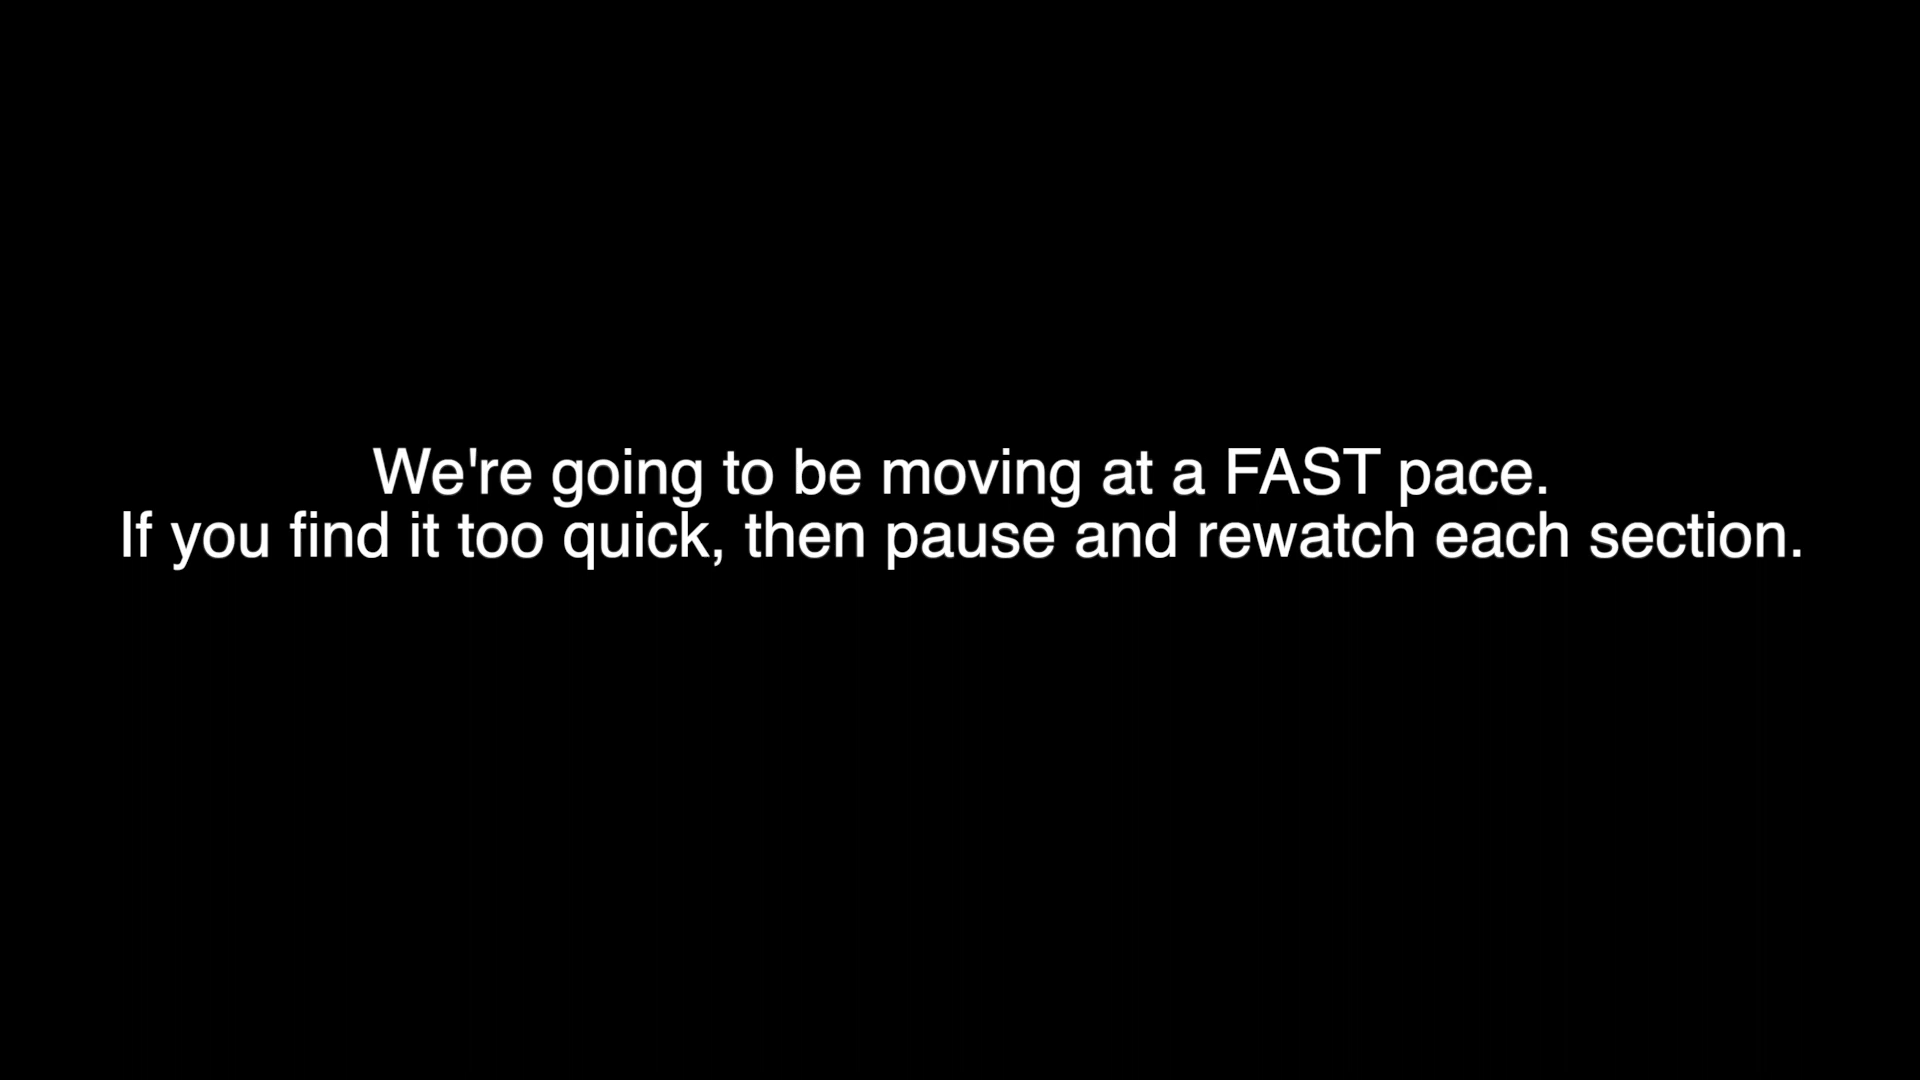 We're going to be moving at a FAST pace.
If you find it too quick, then pause and rewatch each section.